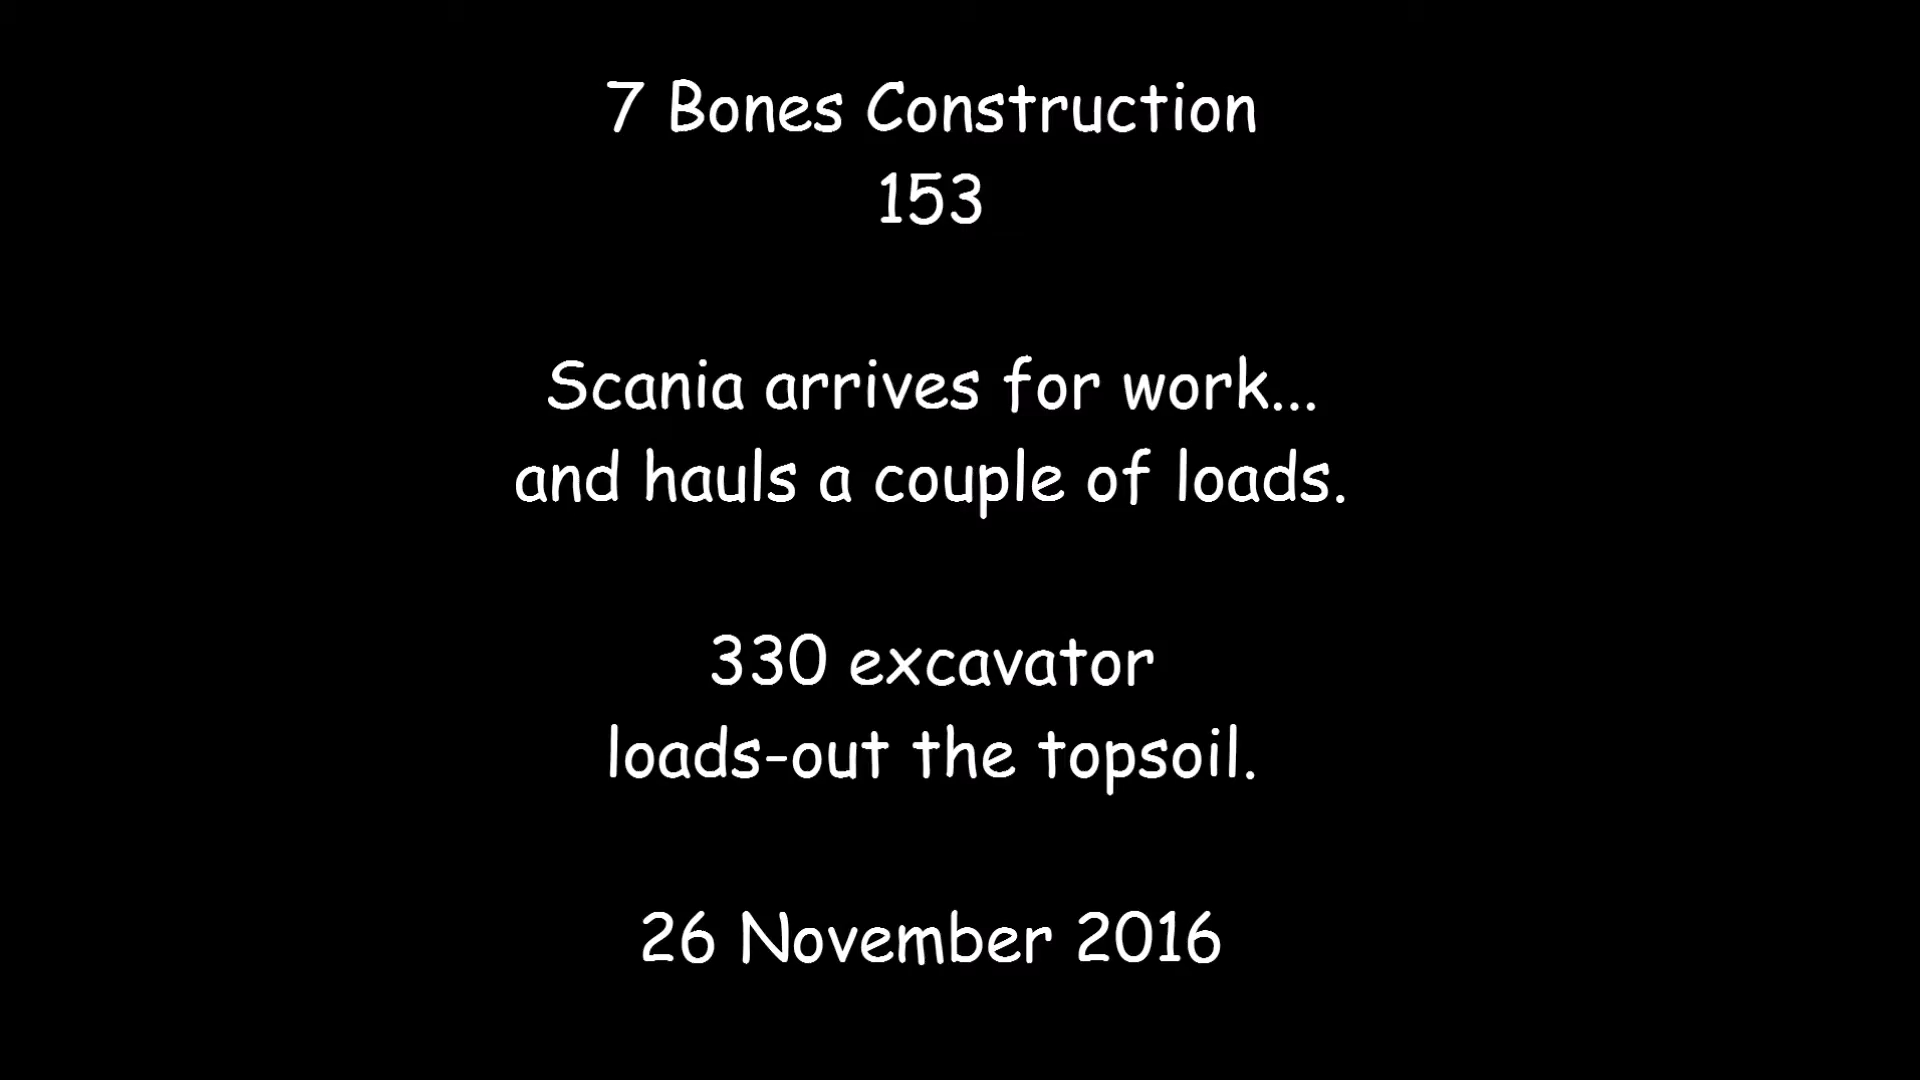 7 Bones Construction
153
Scania arrives for work...
and hauls a couple of loads.
330 excavator
loads-out the topsoil.
26 November 2016